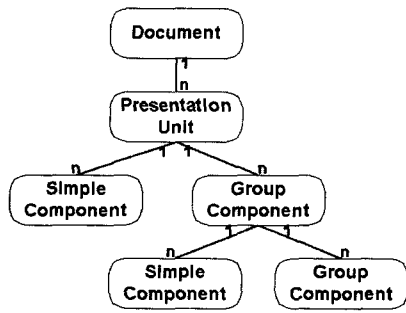 Document
1
n
Presentation
Unit
1 1
n n
Simple
Component
Group
Component
1 1
n n
Simple
Component
Group
Component